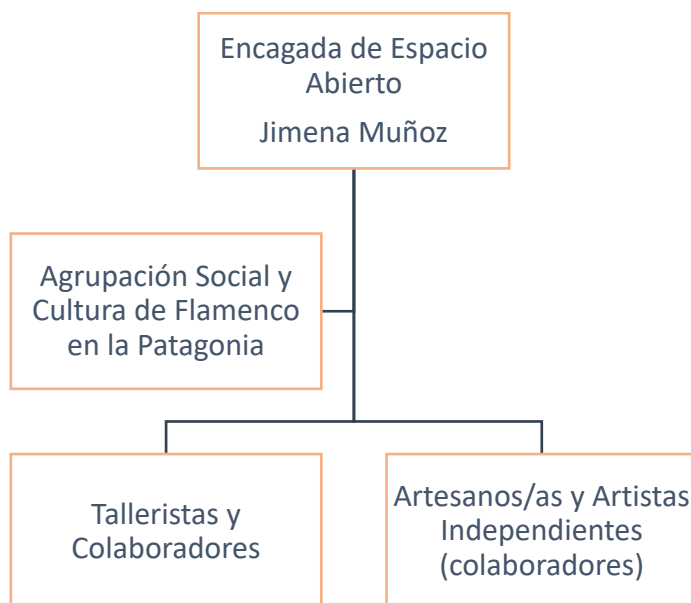 Encagada de Espacio
Abierto
Jimena Muñoz
Agrupación Social y
Cultura de Flamenco
en la Patagonia
Talleristas y
Colaboradores
Artesanos/as y Artistas
Independientes
(colaboradores)